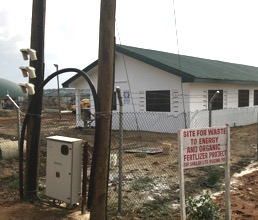 SITE FOR WASTE
TO ENERGY
AND ORGANIC
FERTILIZER PROJECT